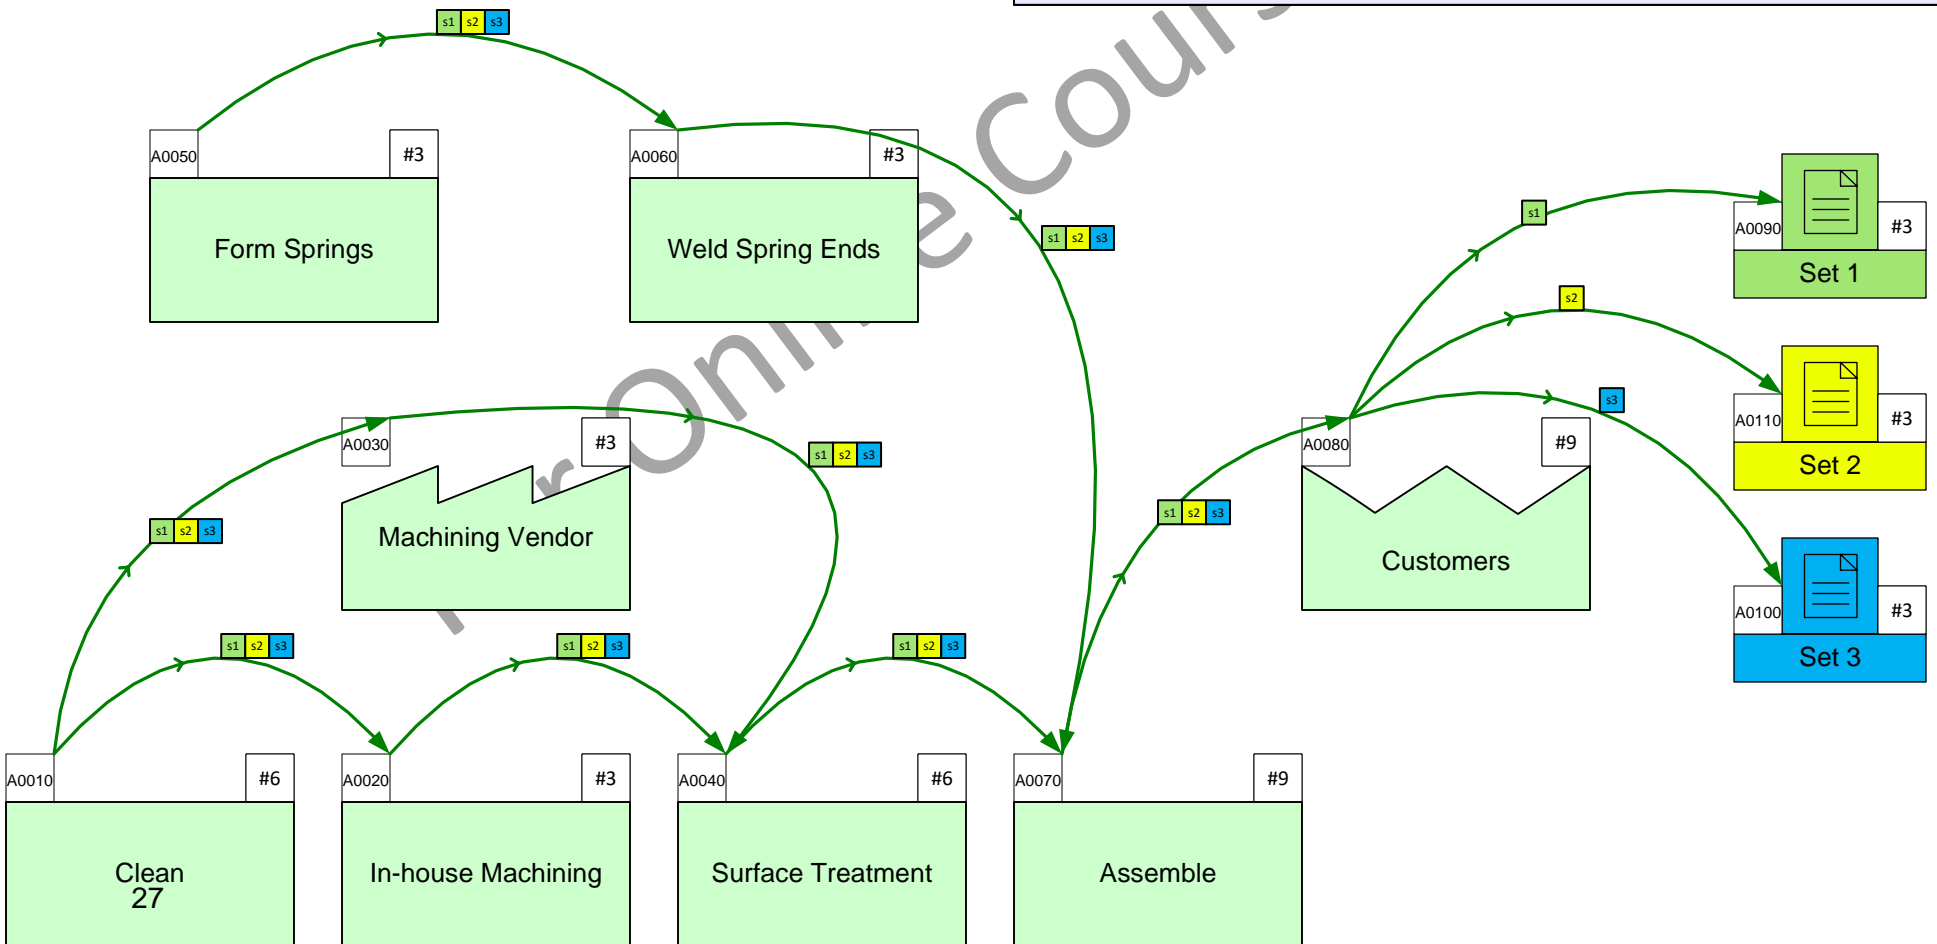 s1 s2 s3
A0050
#3
Form Springs
A0060
#3
Weld Spring Ends
s1 s2 s3
s1
A0090
#3
Set 1
s2
A0110
#3
Set 2
s3
A0100
#3
Set 3
A0030
#3
Machining Vendor
s1 s2 s3
s1 s2 s3
A0080
#9
Customers
s1 s2 s3
s1 s2 s3
s1 s2 s3
s1 s2 s3
A0010
#6
Clean
27
A0020
#3
In-house Machining
A0040
#6
Surface Treatment
A0070
#9
Assemble
Online